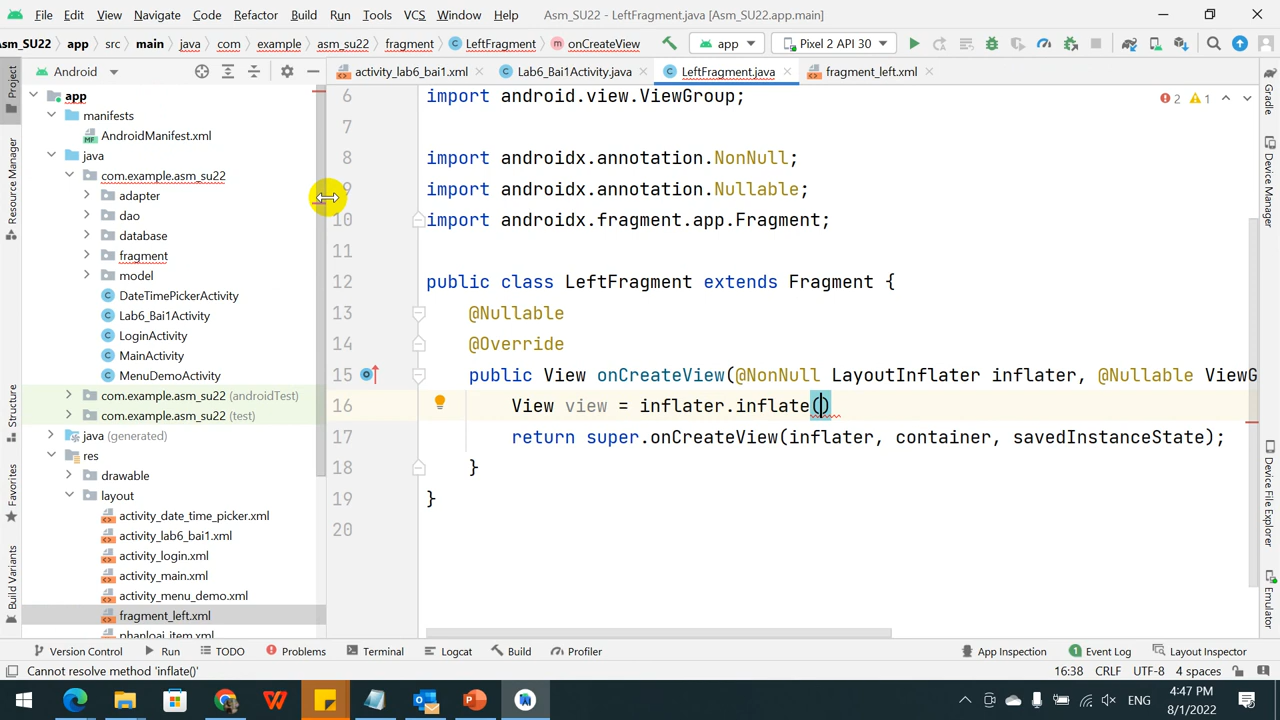 File Edit View Navigate Code Refactor Build Run Tools VCS Window Help Asm_SU22 - LeftFragment.java [Asm_SU22.app.main]
Asm_SU22 app src main java com example asm_su22 fragment LeftFragment onCreateView app Pixel 2 API 30
Android activity_lab6_bai1.xml Lab6_Bai1Activity.java LeftFragment.java fragment_left.xml
Project
Resource Manager
Structure
Favorites
Build Variants
app
manifests
AndroidManifest.xml
java
com.example.asm_su22
adapter
dao
database
fragment
model
DateTimePickerActivity
Lab6_Bai1Activity
LoginActivity
MainActivity
MenuDemoActivity
com.example.asm_su22 (androidTest)
com.example.asm_su22 (test)
java (generated)
res
drawable
layout
activity_date_time_picker.xml
activity_lab6_bai1.xml
activity_login.xml
activity_main.xml
activity_menu_demo.xml
fragment_left.xml
phanloai_item.xml
2 1
6 import android.view.ViewGroup;
7
8 import androidx.annotation.NonNull;
9 import androidx.annotation.Nullable;
10 import androidx.fragment.app.Fragment;
11
12 public class LeftFragment extends Fragment {
13 @Nullable
14 @Override
15 public View onCreateView(@NonNull LayoutInflater inflater, @Nullable ViewG
16 View view = inflater.inflate()
17 return super.onCreateView(inflater, container, savedInstanceState);
18 }
19 }
20
Gradle
Device Manager
Device File Explorer
Emulator
Version Control Run TODO Problems Terminal Logcat Build Profiler App Inspection Event Log Layout Inspector
Cannot resolve method 'inflate()' 16:38 CRLF UTF-8 4 spaces
ENG
4:47 PM
8/1/2022